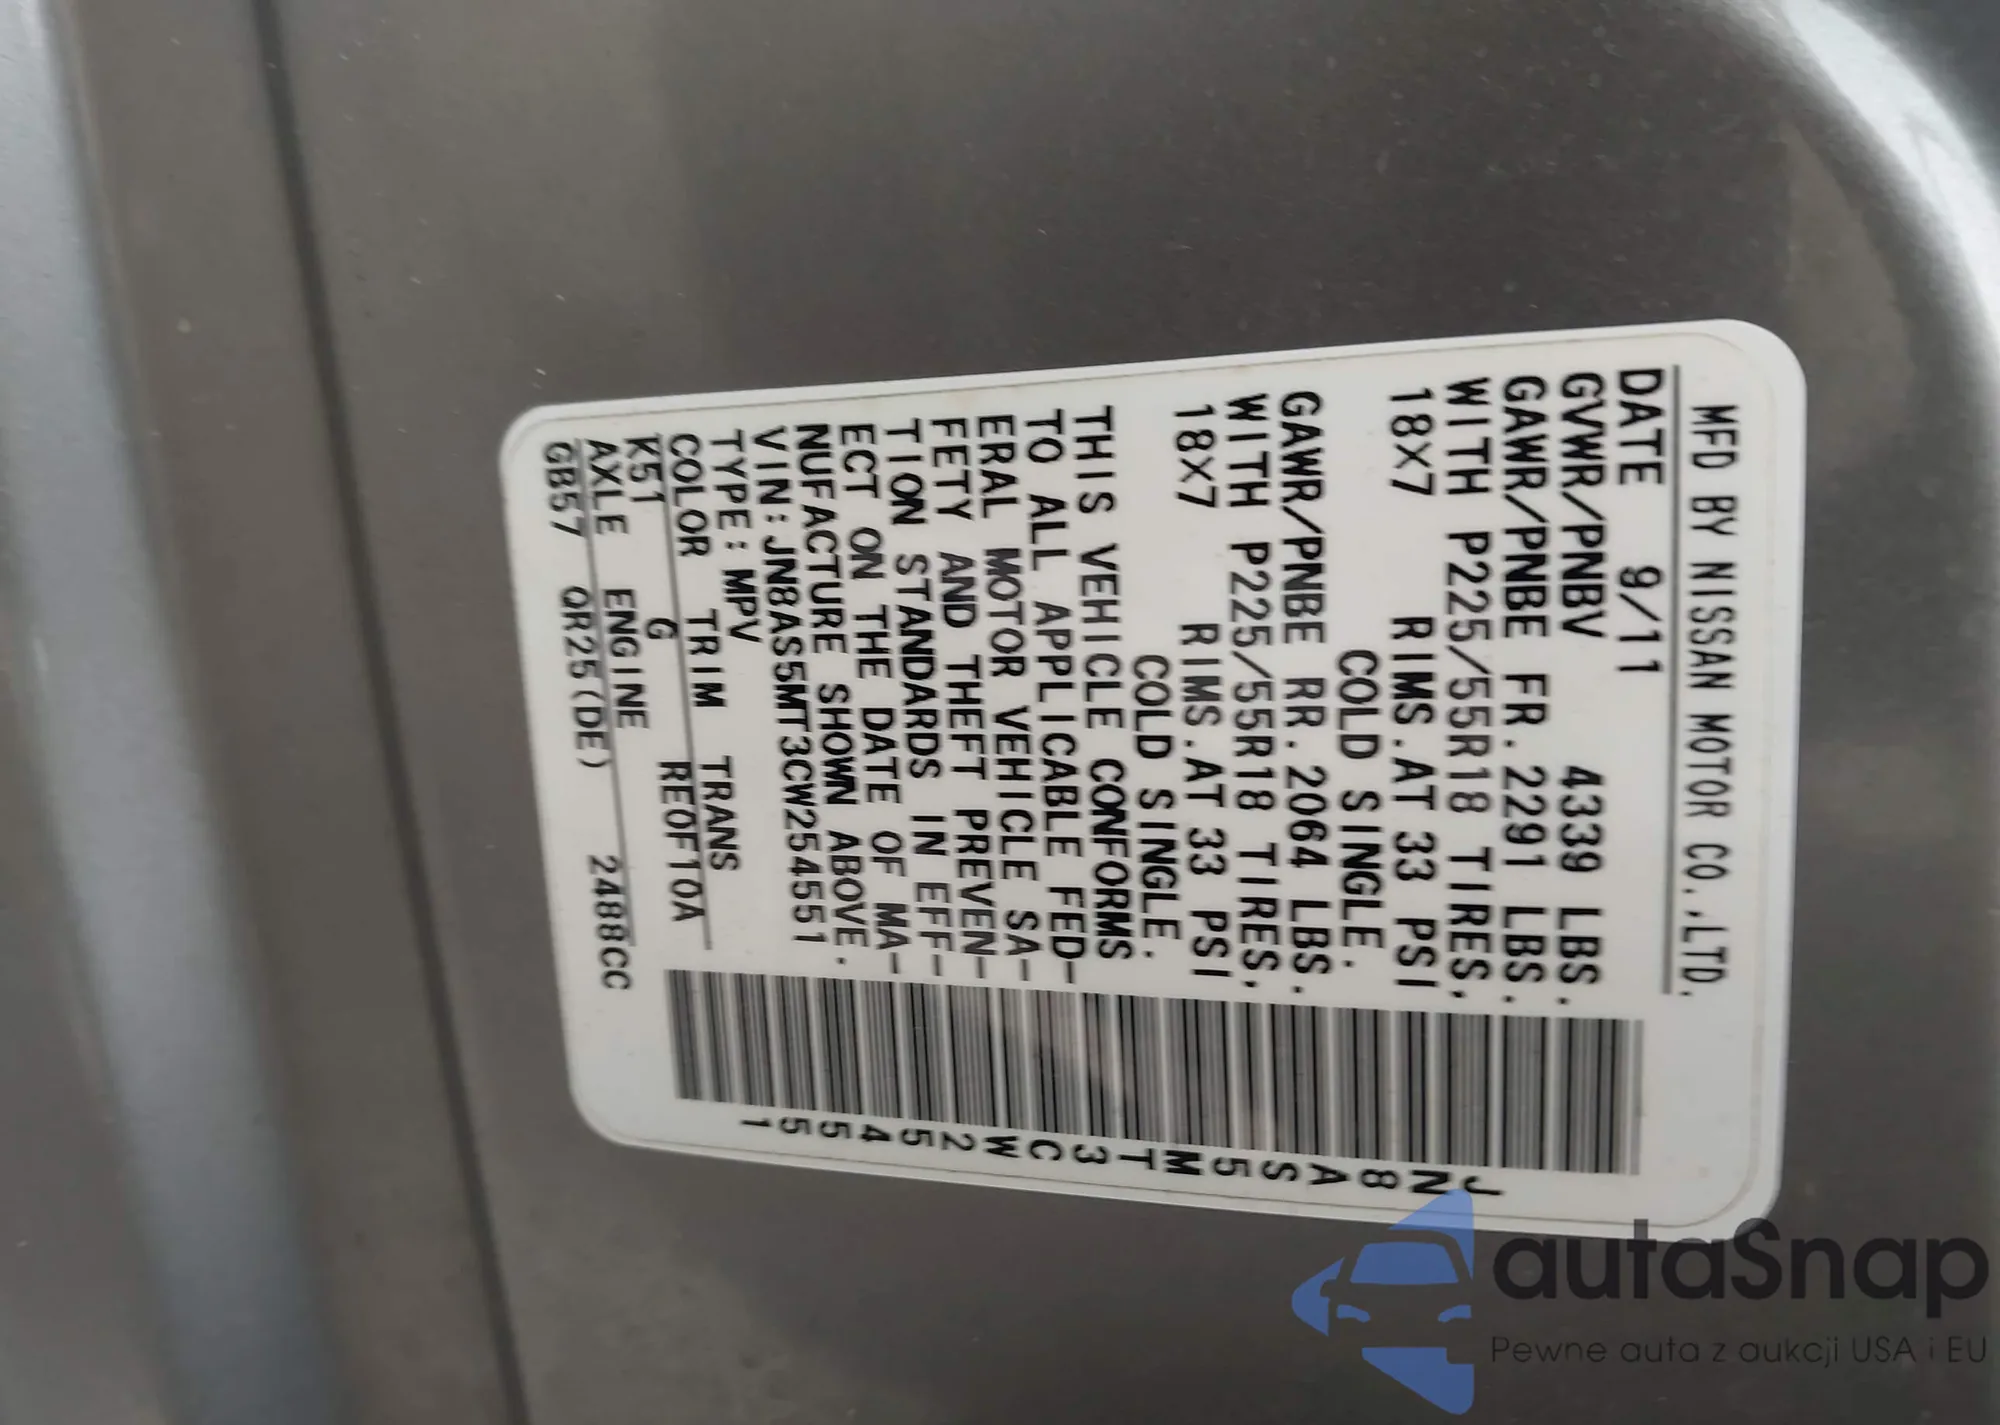 MFD BY NISSAN MOTOR CO.,LTD.
DATE 9/11
GVWR/PNBV 4339 LBS.
GAWR/PNBE FR. 2291 LBS.
WITH P225/55R18 TIRES,
18X7 RIMS.AT 33 PSI
COLD SINGLE.
GAWR/PNBE RR. 2064 LBS.
WITH P225/55R18 TIRES,
18X7 RIMS.AT 33 PSI
COLD SINGLE.
THIS VEHICLE CONFORMS
TO ALL APPLICABLE FED-
ERAL MOTOR VEHICLE SA-
FETY AND THEFT PREVEN-
TION STANDARDS IN EFF-
ECT ON THE DATE OF MA-
NUFACTURE SHOWN ABOVE.
VIN:JN8AS5MT3CW254551
TYPE:MPV
COLOR TRIM TRANS
K51 G RE0F10A
AXLE ENGINE
GB57 QR25(DE) 2488CC
JN8AS5MT3CW254551
autaSnap
Pewne auta z aukcji USA i EU